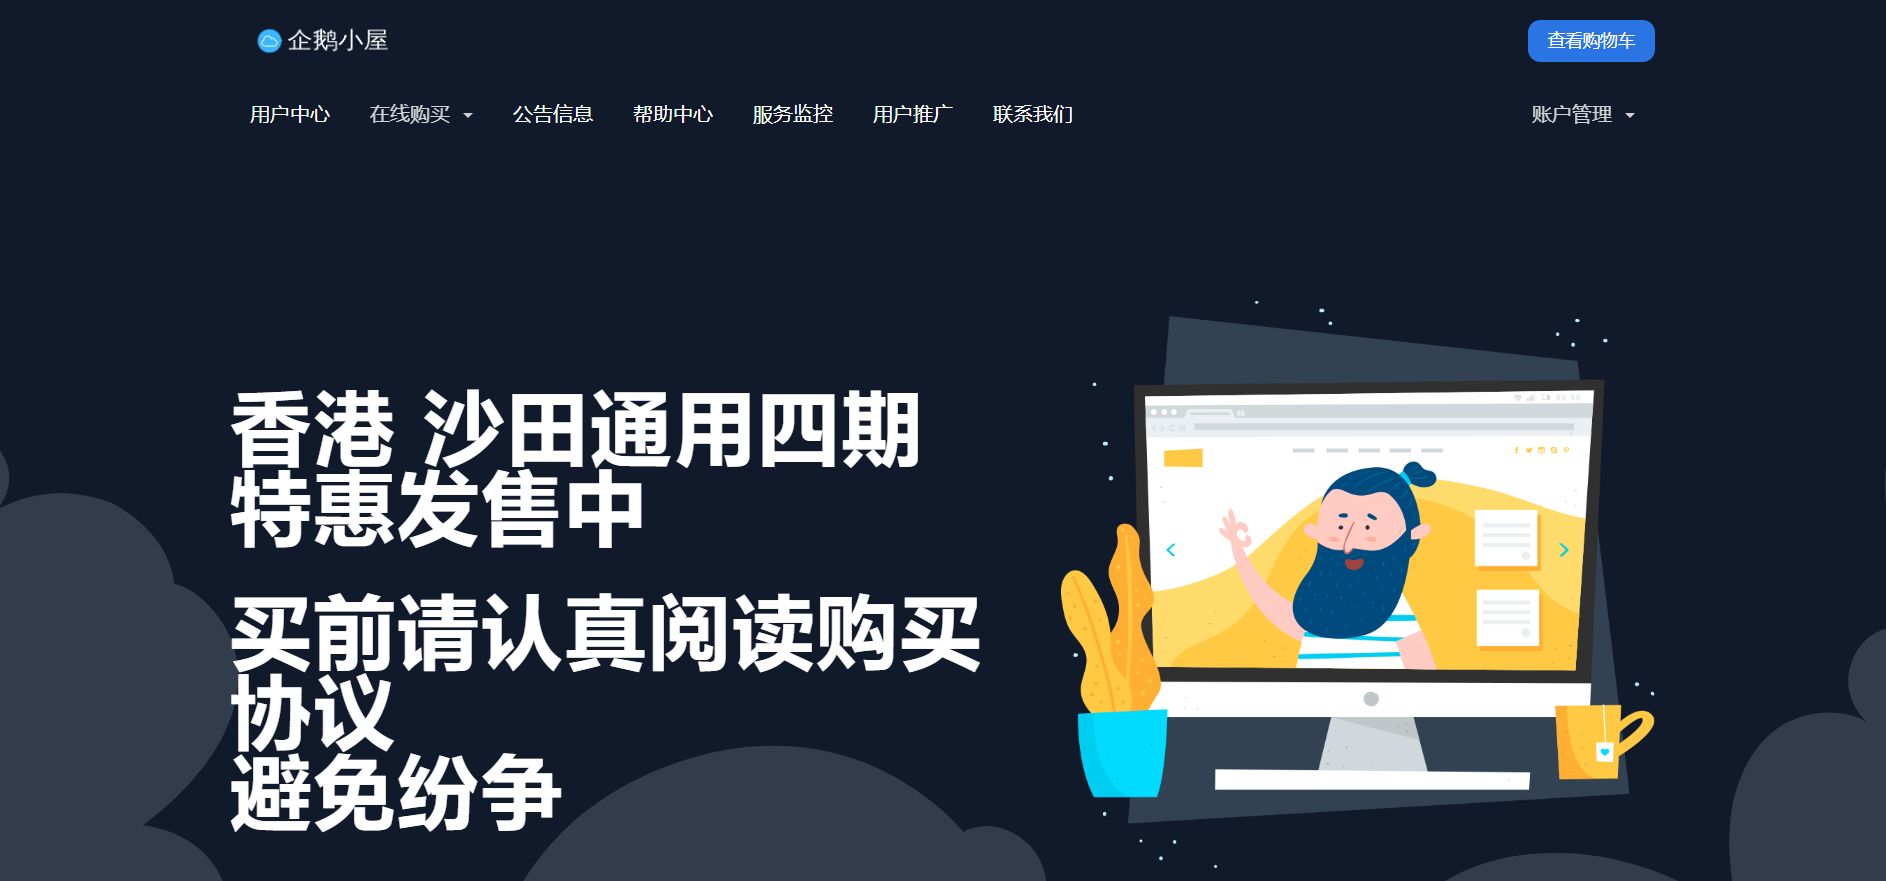 企鹅小屋
查看购物车
用户中心 在线购买 公告信息 帮助中心 服务监控 用户推广 联系我们 账户管理
香港 沙田通用四期
特惠发售中
买前请认真阅读购买
协议
避免纷争